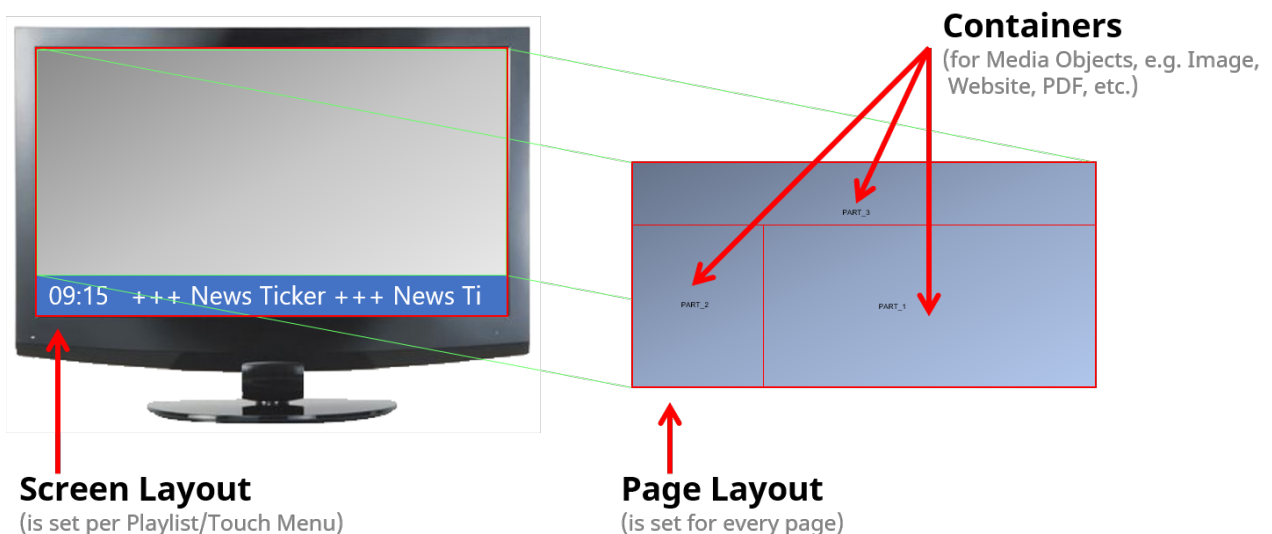 Containers
(for Media Objects, e.g. Image,
Website, PDF, etc.)
PART_3
09:15 +++ News Ticker +++ News Ti
PART_2
PART_1
Screen Layout
(is set per Playlist/Touch Menu)
Page Layout
(is set for every page)